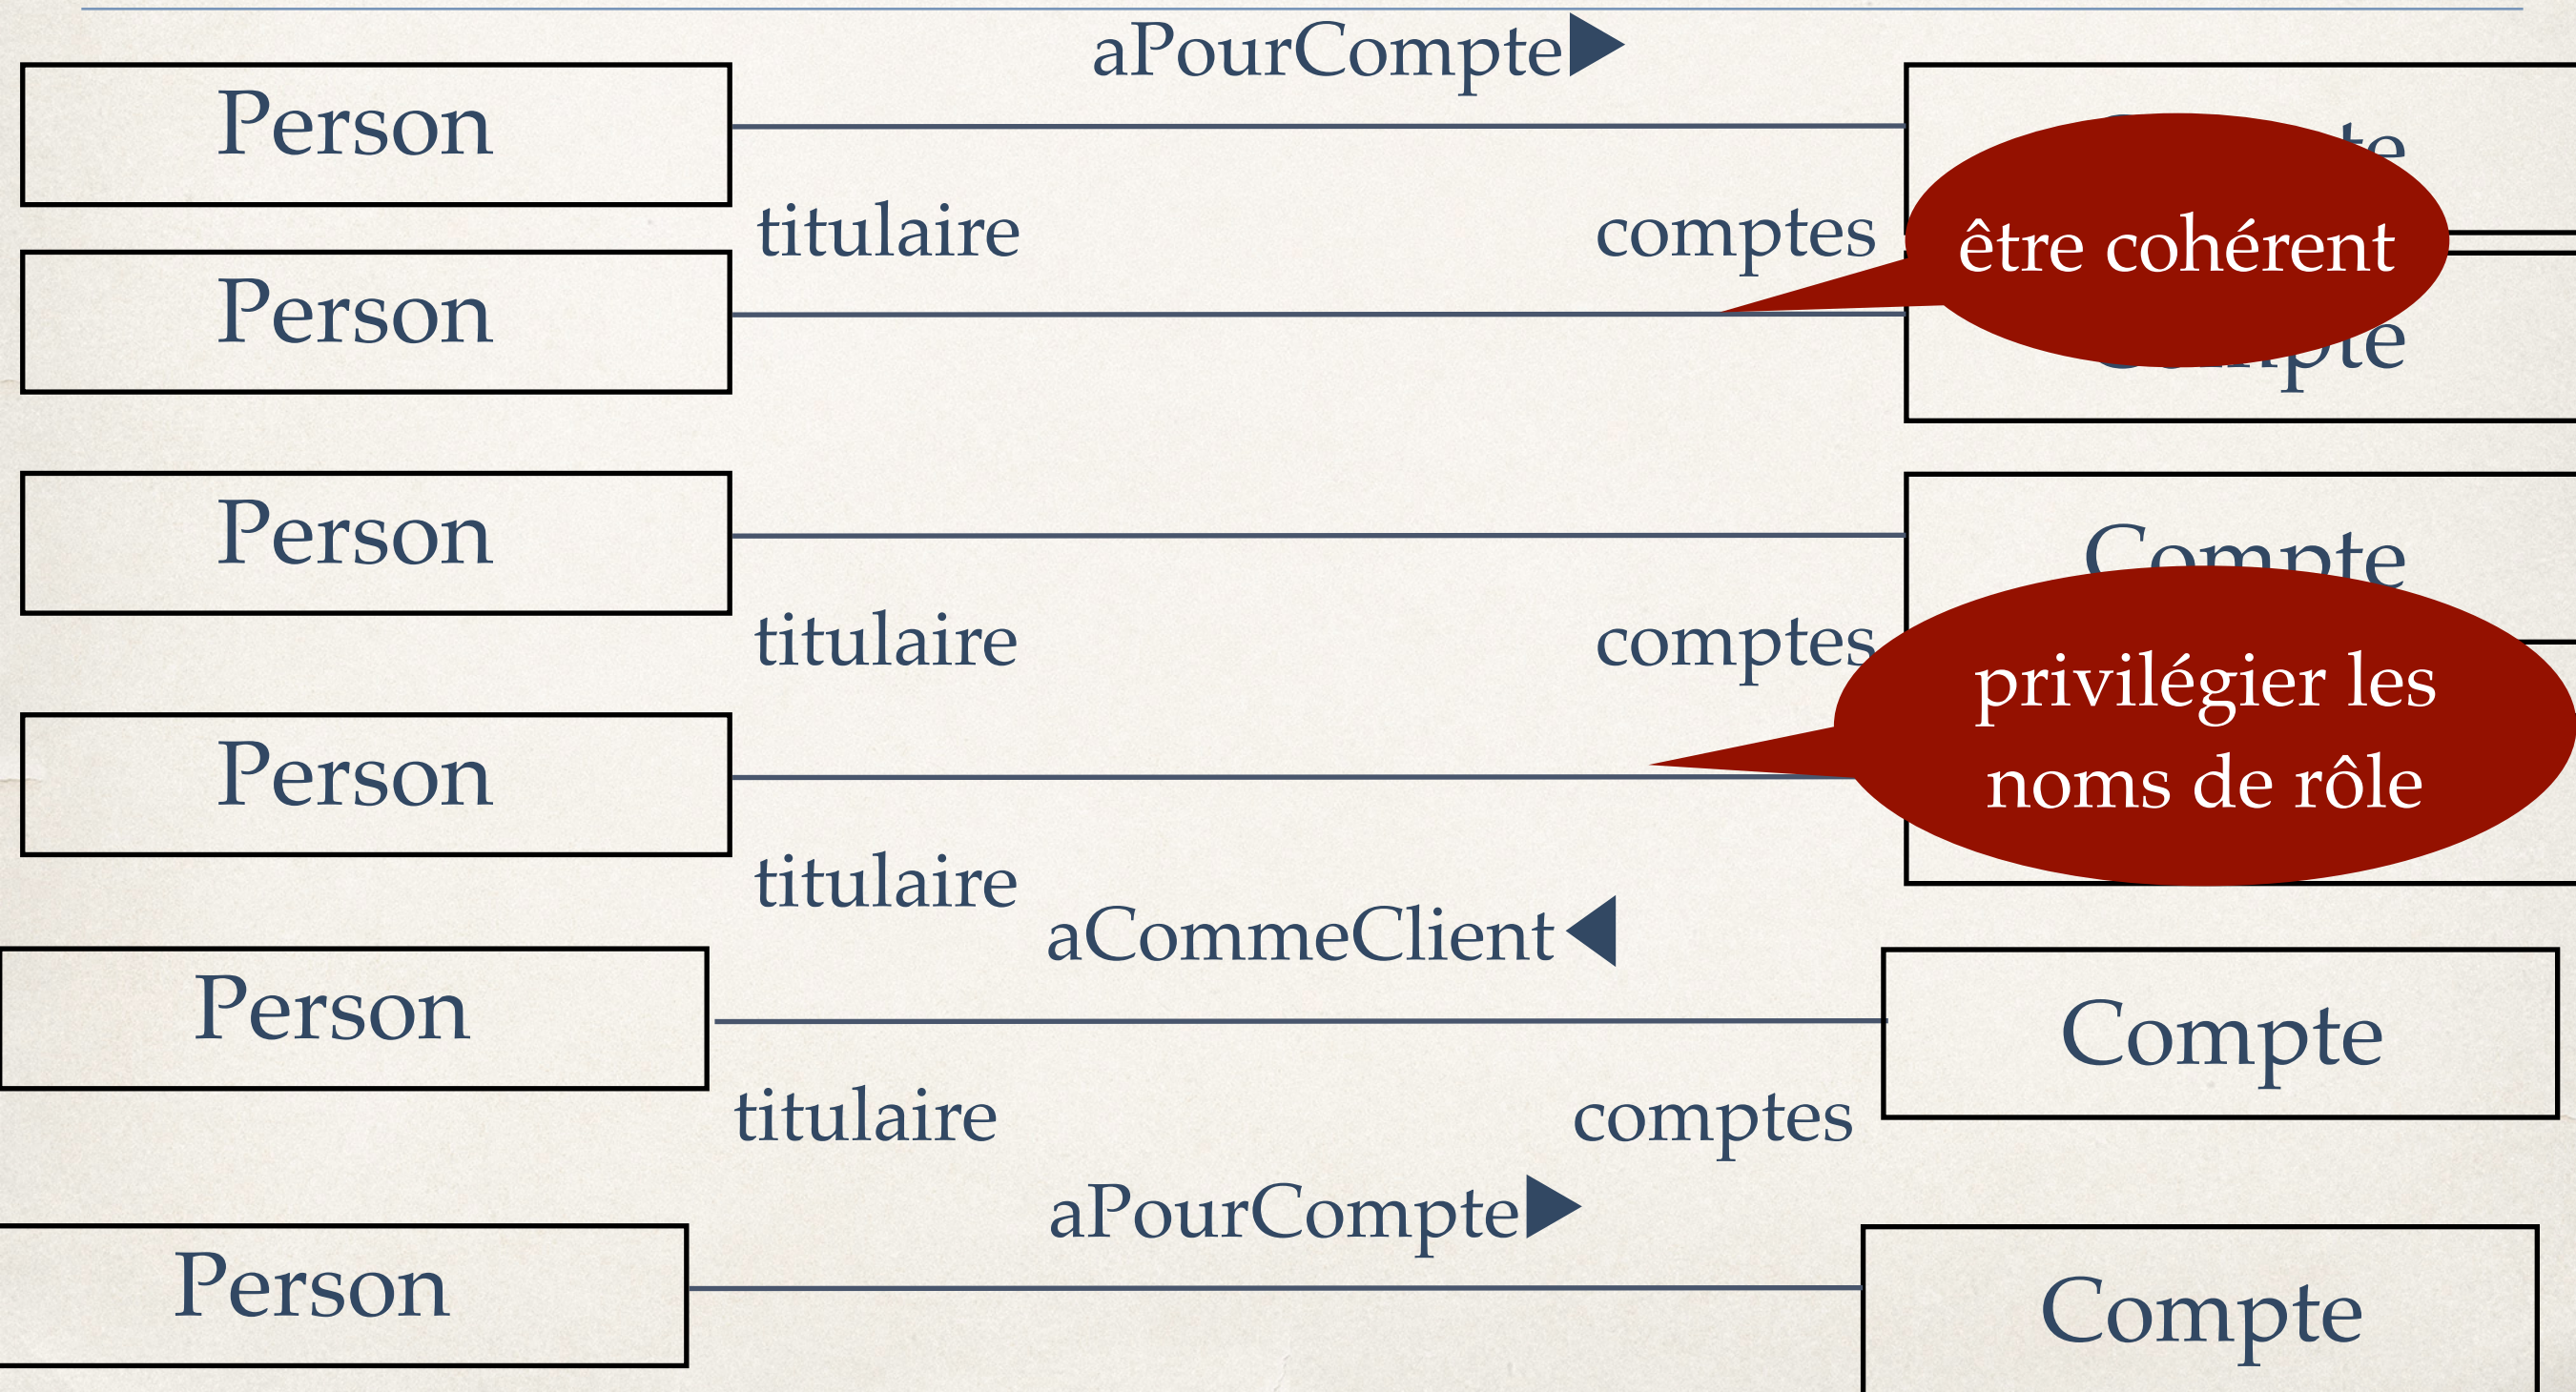 aPourCompte
Person
titulaire
comptes
être cohérent
Person
Person
Compte
titulaire
comptes
privilégier les
noms de rôle
Person
titulaire
aCommeClient
Person
Compte
titulaire
comptes
aPourCompte
Person
Compte